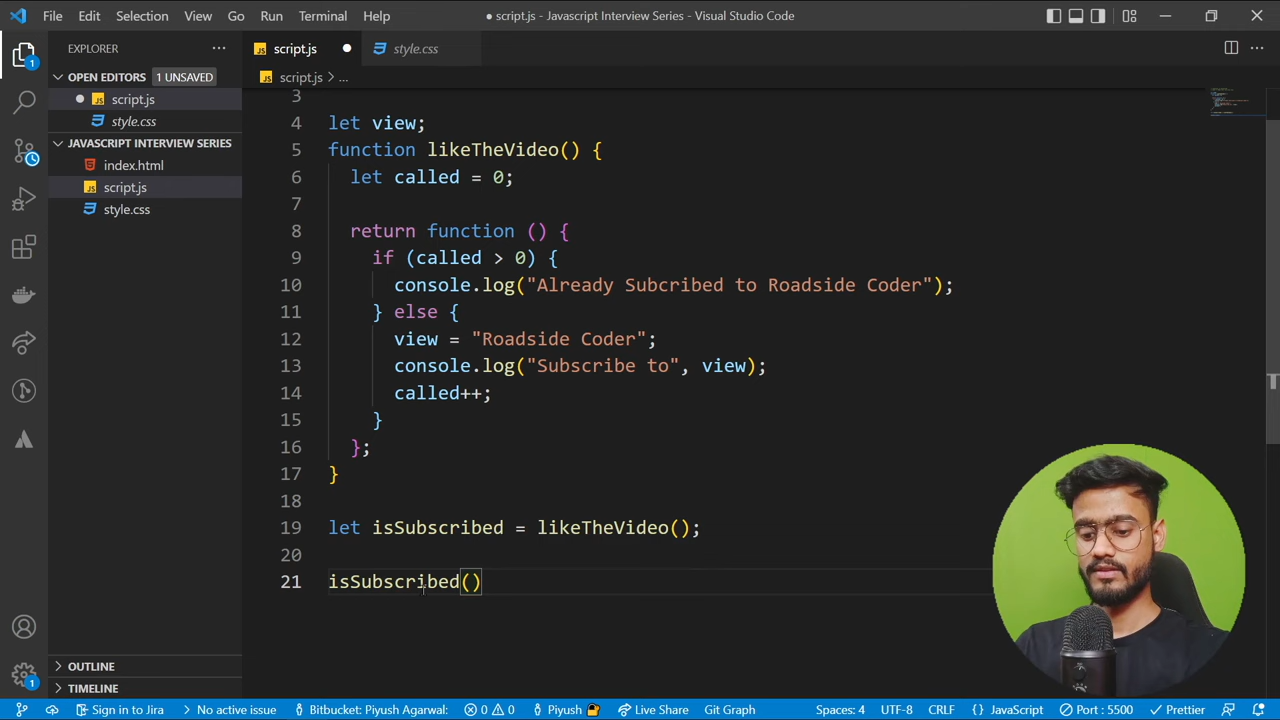 File Edit Selection View Go Run Terminal Help
● script.js - Javascript Interview Series - Visual Studio Code
EXPLORER ...
JS script.js ●
style.css
OPEN EDITORS 1 UNSAVED
JS script.js > ...
● JS script.js
style.css
JAVASCRIPT INTERVIEW SERIES
index.html
JS script.js
style.css
3
4 let view;
5 function likeTheVideo() {
6 let called = 0;
7
8 return function () {
9 if (called > 0) {
10 console.log("Already Subcribed to Roadside Coder");
11 } else {
12 view = "Roadside Coder";
13 console.log("Subscribe to", view);
14 called++;
15 }
16 };
17 }
18
19 let isSubscribed = likeTheVideo();
20
21 isSubscribed()
1
1
OUTLINE
TIMELINE
Sign in to Jira No active issue Bitbucket: Piyush Agarwal: 0 0 Piyush Live Share Git Graph Spaces: 4 UTF-8 CRLF {} JavaScript Port : 5500 Prettier